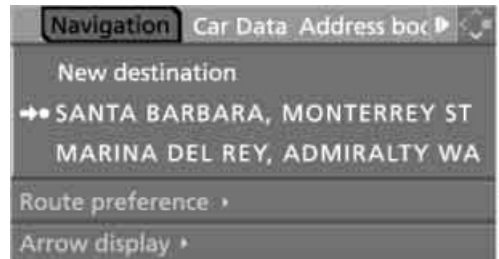 Navigation Car Data Address boo
New destination
SANTA BARBARA, MONTERREY ST
MARINA DEL REY, ADMIRALTY WA
Route preference
Arrow display